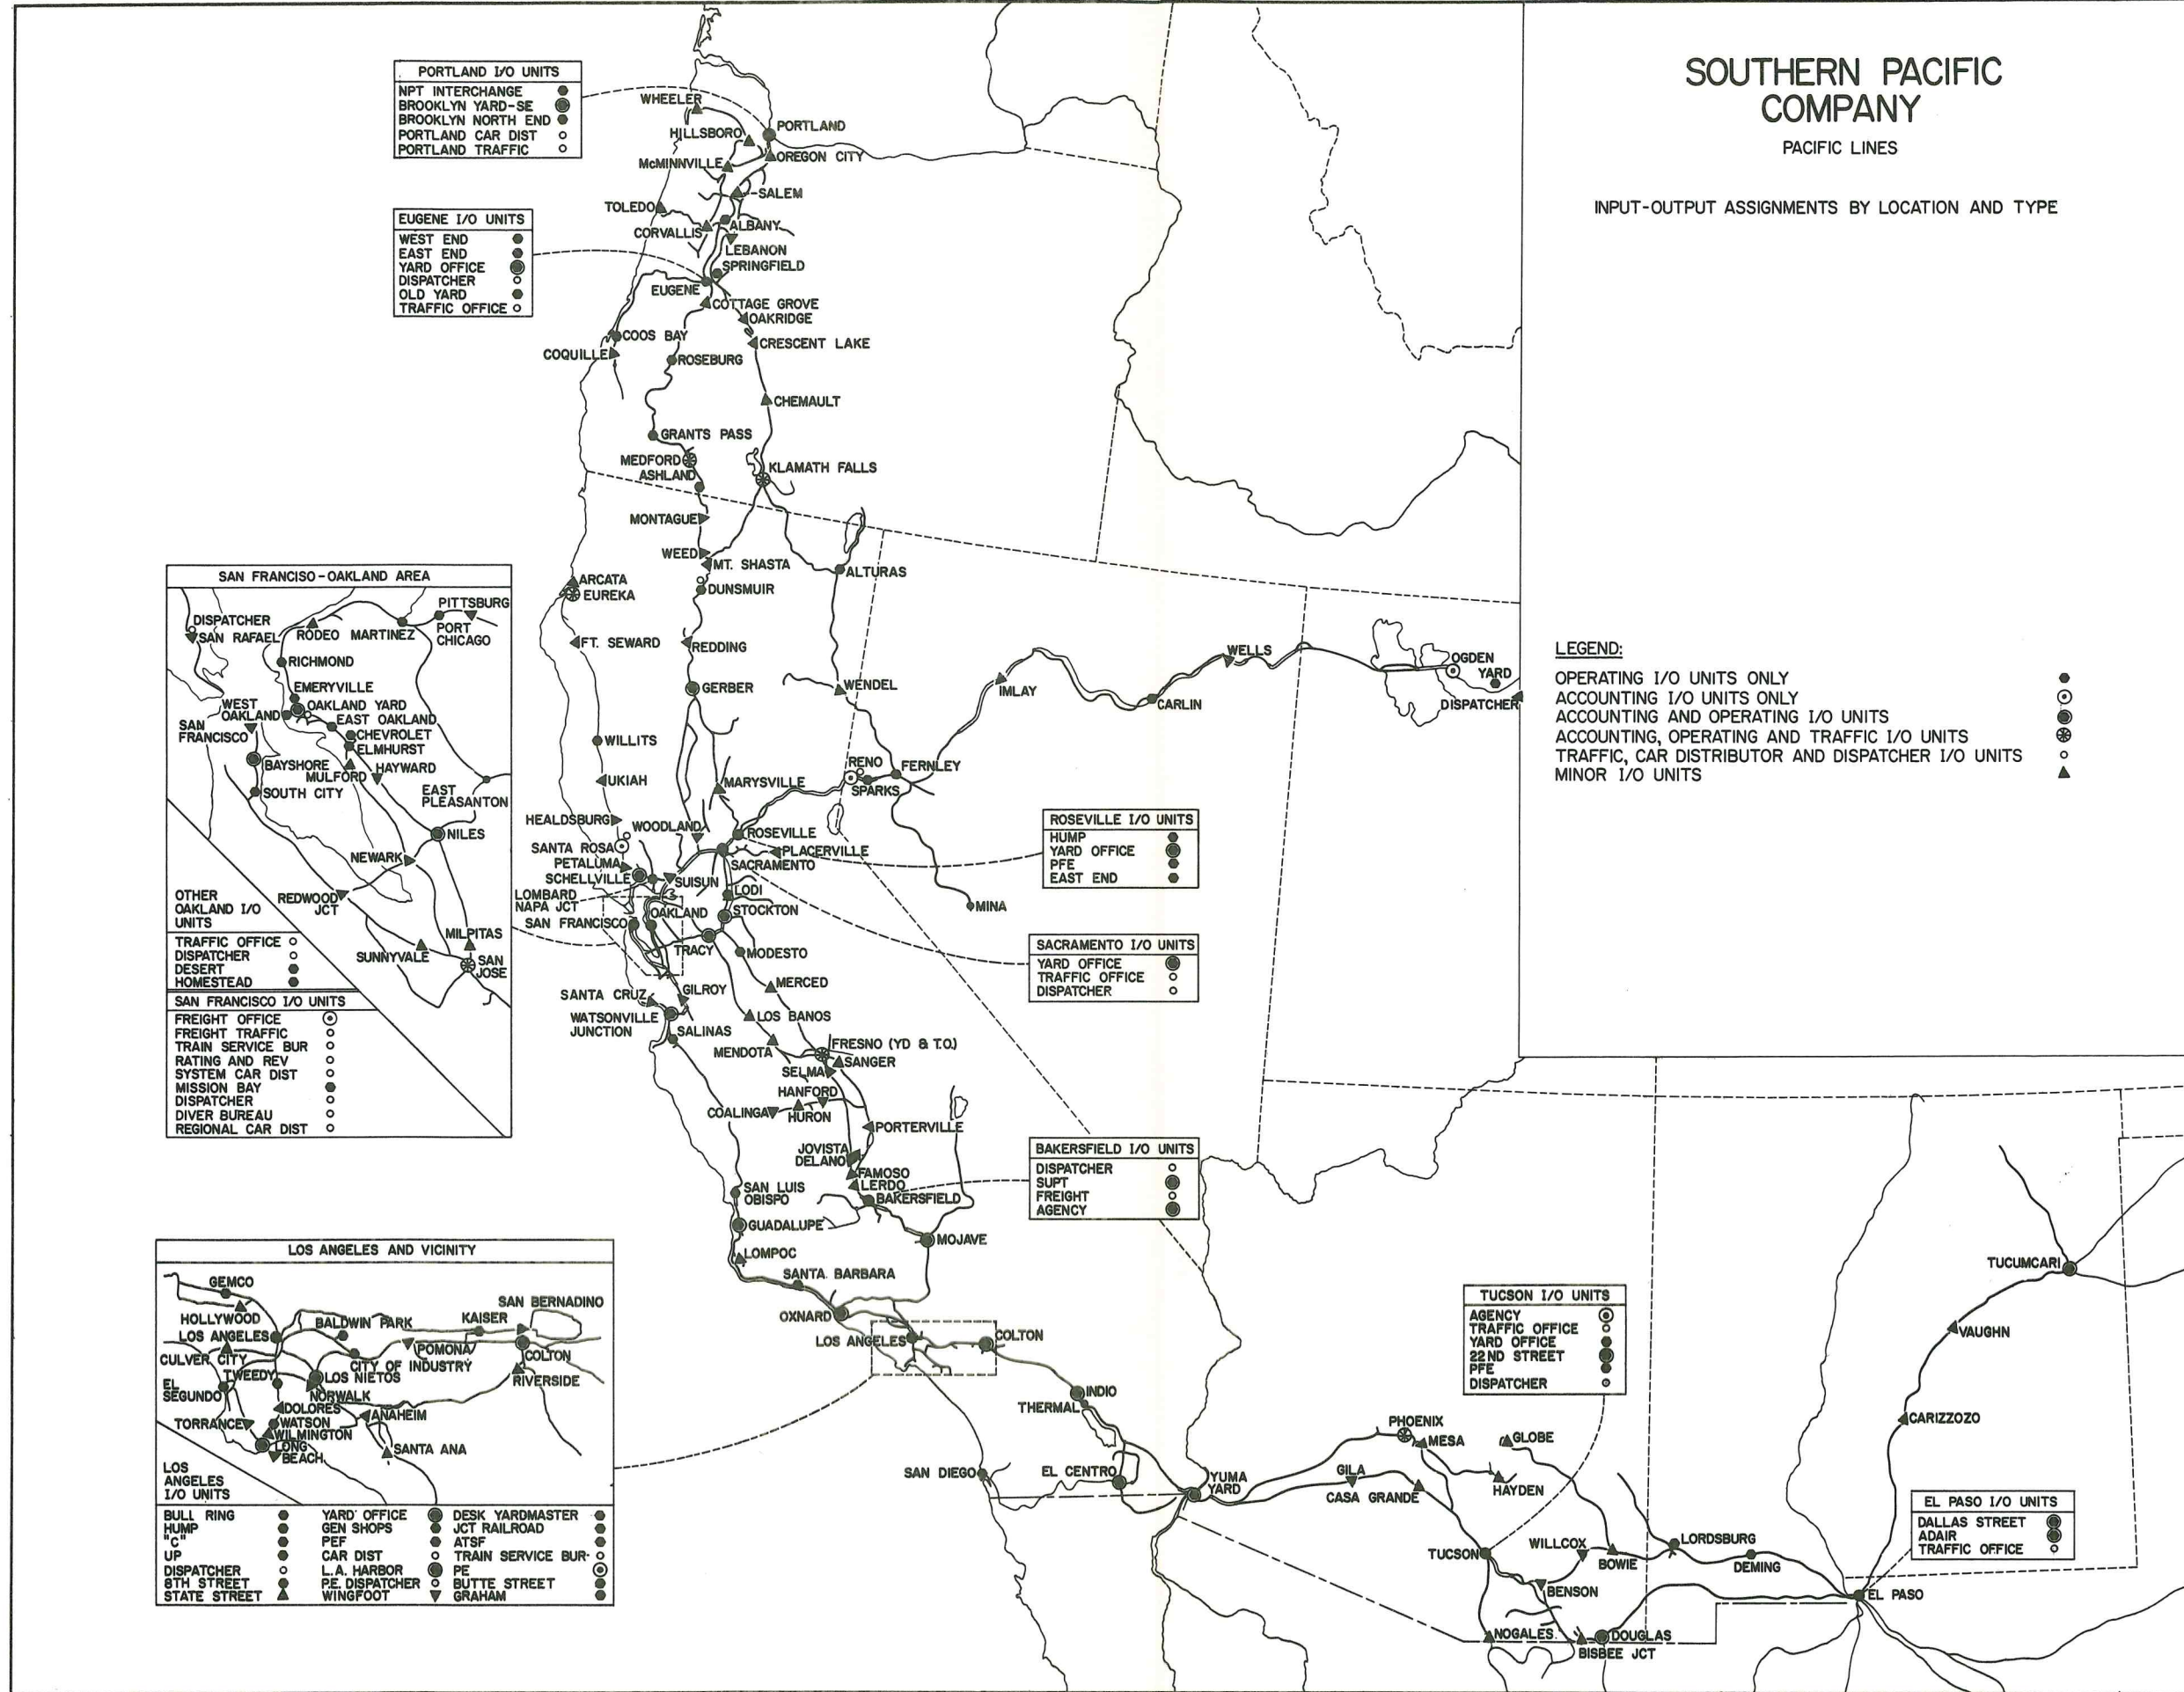 SOUTHERN PACIFIC
COMPANY
PACIFIC LINES
INPUT-OUTPUT ASSIGNMENTS BY LOCATION AND TYPE
LEGEND:
OPERATING I/O UNITS ONLY
ACCOUNTING I/O UNITS ONLY
ACCOUNTING AND OPERATING I/O UNITS
ACCOUNTING, OPERATING AND TRAFFIC I/O UNITS
TRAFFIC, CAR DISTRIBUTOR AND DISPATCHER I/O UNITS
MINOR I/O UNITS
PORTLAND I/O UNITS
NPT INTERCHANGE
BROOKLYN YARD-SE
BROOKLYN NORTH END
PORTLAND CAR DIST
PORTLAND TRAFFIC
EUGENE I/O UNITS
WEST END
EAST END
YARD OFFICE
DISPATCHER
OLD YARD
TRAFFIC OFFICE
WHEELER
PORTLAND
HILLSBORO
OREGON CITY
McMINNVILLE
SALEM
TOLEDO
ALBANY
CORVALLIS
LEBANON
SPRINGFIELD
EUGENE
COTTAGE GROVE
OAKRIDGE
COOS BAY
CRESCENT LAKE
COQUILLE
ROSEBURG
CHEMAULT
GRANTS PASS
MEDFORD
KLAMATH FALLS
ASHLAND
MONTAGUE
WEED
MT. SHASTA
ALTURAS
ARCATA
DUNSMUIR
EUREKA
FT. SEWARD
REDDING
GERBER
WENDEL
IMLAY
WELLS
CARLIN
OGDEN
YARD
DISPATCHER
WILLITS
UKIAH
MARYSVILLE
RENO
SPARKS
FERNLEY
HEALDSBURG
WOODLAND
ROSEVILLE
SANTA ROSA
PLACERVILLE
PETALUMA
SACRAMENTO
SCHELLVILLE
SUISUN
LOMBARD
NAPA JCT
LODI
OAKLAND
STOCKTON
SAN FRANCISCO
TRACY
MODESTO
MINA
MERCED
SANTA CRUZ
GILROY
WATSONVILLE
JUNCTION
LOS BANOS
SALINAS
MENDOTA
FRESNO (YD & T.O.)
SANGER
SELMA
HANFORD
COALINGA
HURON
PORTERVILLE
JOVISTA
DELANO
FAMOSO
LERDO
SAN LUIS
OBISPO
BAKERSFIELD
GUADALUPE
MOJAVE
LOMPOC
SANTA BARBARA
OXNARD
LOS ANGELES
COLTON
INDIO
THERMAL
SAN DIEGO
EL CENTRO
YUMA
YARD
PHOENIX
MESA
GLOBE
GILA
CASA GRANDE
HAYDEN
TUCSON
WILLCOX
BOWIE
LORDSBURG
DEMING
BENSON
NOGALES
DOUGLAS
BISBEE JCT
EL PASO
TUCUMCARI
VAUGHN
CARIZZOZO
ROSEVILLE I/O UNITS
HUMP
YARD OFFICE
PFE
EAST END
SACRAMENTO I/O UNITS
YARD OFFICE
TRAFFIC OFFICE
DISPATCHER
BAKERSFIELD I/O UNITS
DISPATCHER
SUPT
FREIGHT
AGENCY
TUCSON I/O UNITS
AGENCY
TRAFFIC OFFICE
YARD OFFICE
22ND STREET
PFE
DISPATCHER
EL PASO I/O UNITS
DALLAS STREET
ADAIR
TRAFFIC OFFICE
SAN FRANCISO-OAKLAND AREA
DISPATCHER
SAN RAFAEL
RODEO
MARTINEZ
PITTSBURG
PORT
CHICAGO
RICHMOND
EMERYVILLE
WEST
OAKLAND
OAKLAND YARD
SAN
FRANCISCO
EAST OAKLAND
CHEVROLET
ELMHURST
BAYSHORE
MULFORD
HAYWARD
SOUTH CITY
EAST
PLEASANTON
NILES
NEWARK
REDWOOD
JCT
MILPITAS
SUNNYVALE
SAN
JOSE
OTHER
OAKLAND I/O
UNITS
TRAFFIC OFFICE
DISPATCHER
DESERT
HOMESTEAD
SAN FRANCISCO I/O UNITS
FREIGHT OFFICE
FREIGHT TRAFFIC
TRAIN SERVICE BUR
RATING AND REV
SYSTEM CAR DIST
MISSION BAY
DISPATCHER
DIVER BUREAU
REGIONAL CAR DIST
LOS ANGELES AND VICINITY
GEMCO
HOLLYWOOD
SAN BERNADINO
BALDWIN PARK
KAISER
LOS ANGELES
POMONA
CULVER CITY
COLTON
CITY OF INDUSTRY
TWEEDY
LOS NIETOS
RIVERSIDE
EL
SEGUNDO
NORWALK
DOLORES
ANAHEIM
TORRANCE
WATSON
WILMINGTON
LONG
BEACH
SANTA ANA
LOS
ANGELES
I/O UNITS
BULL RING YARD OFFICE DESK YARDMASTER
HUMP GEN SHOPS JCT RAILROAD
"C" PEF ATSF
UP CAR DIST TRAIN SERVICE BUR
DISPATCHER L.A. HARBOR PE
8TH STREET P.E. DISPATCHER BUTTE STREET
STATE STREET WINGFOOT GRAHAM